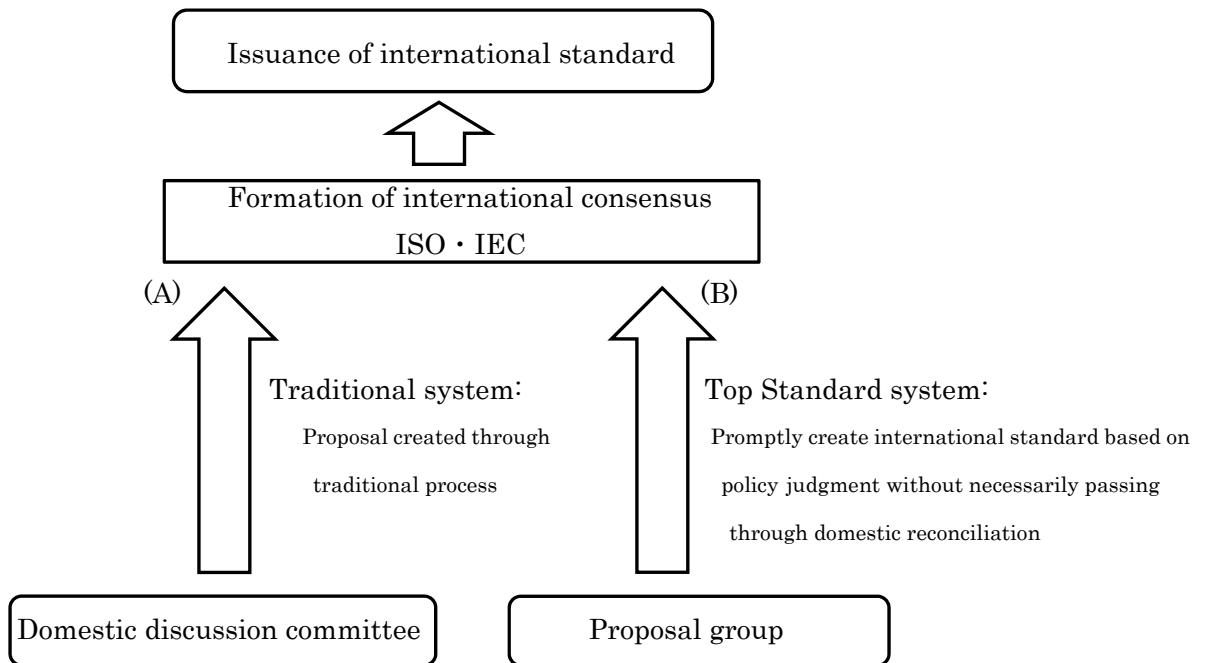 Issuance of international standard
Formation of international consensus
ISO・IEC
(A)
(B)
Traditional system:
Proposal created through
traditional process
Top Standard system:
Promptly create international standard based on
policy judgment without necessarily passing
through domestic reconciliation
Domestic discussion committee
Proposal group